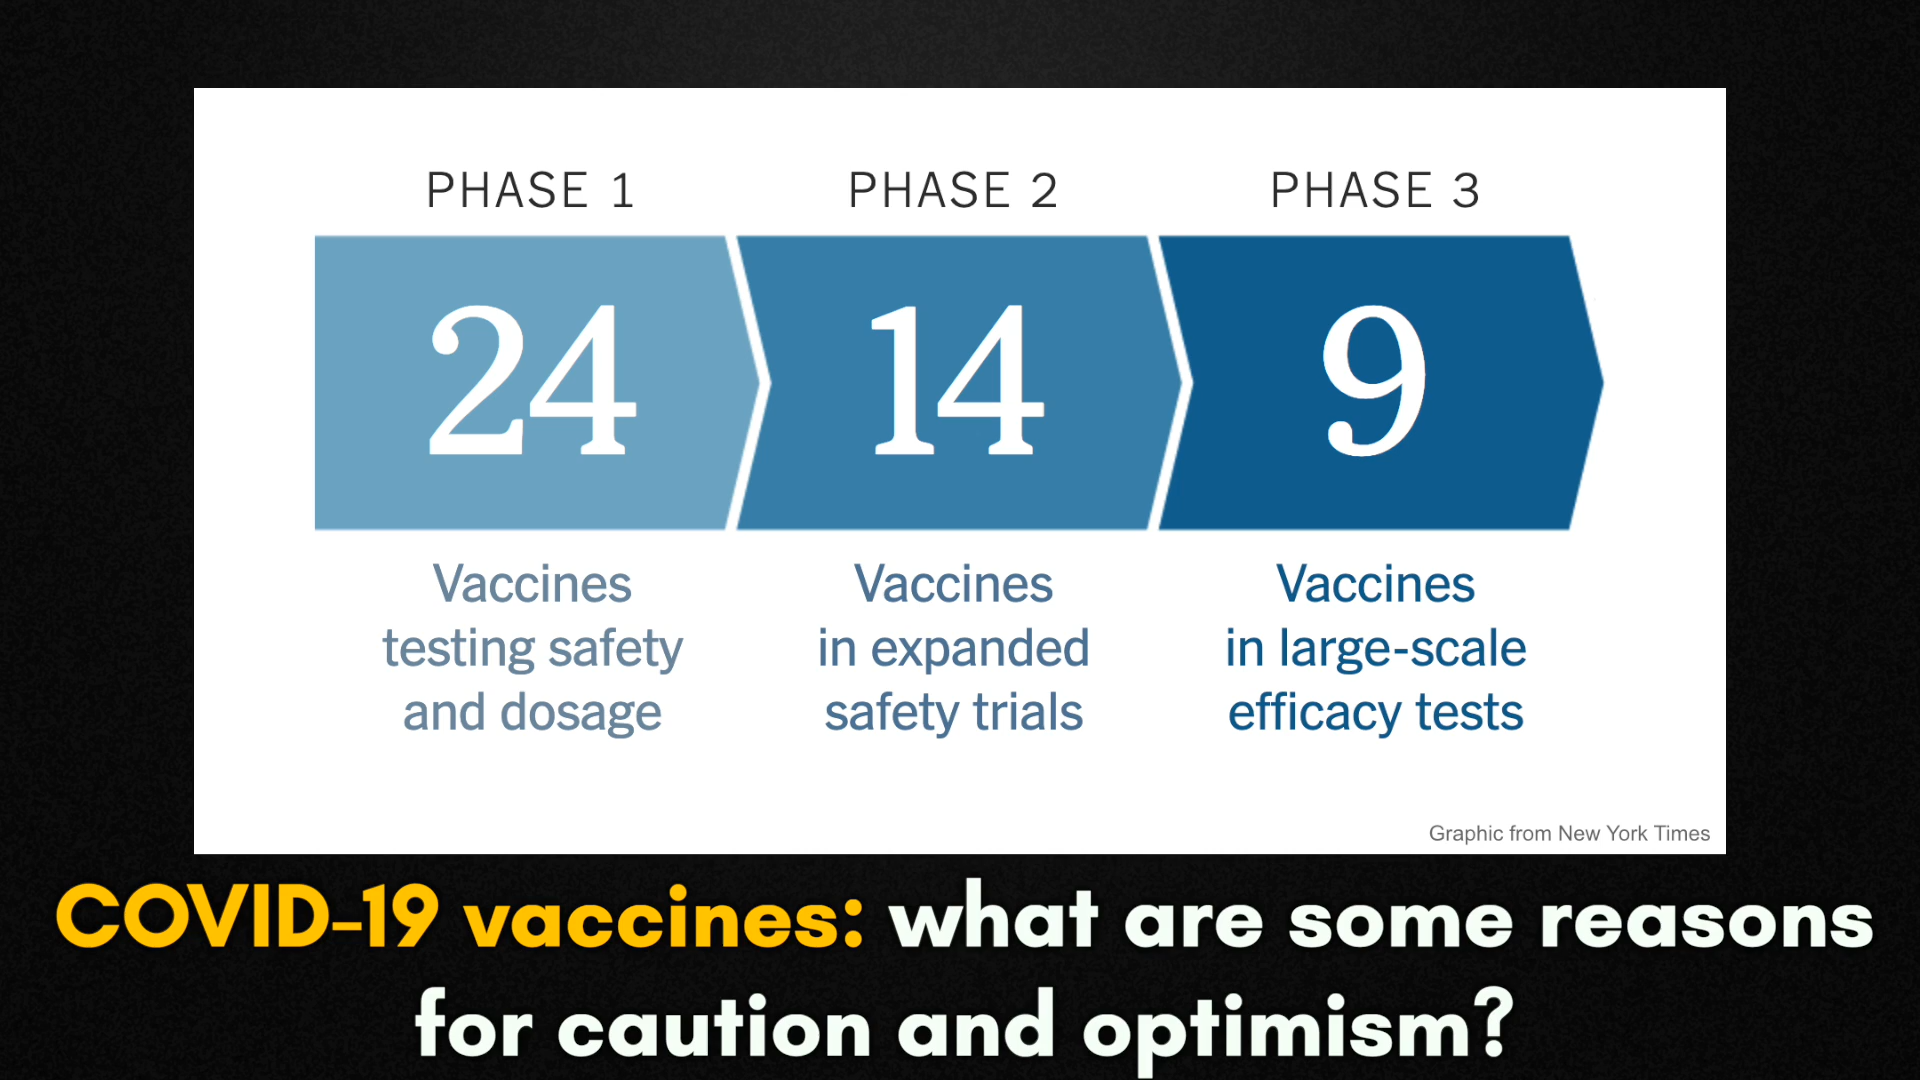 PHASE 1
PHASE 2
PHASE 3
24
14
9
Vaccines
testing safety
and dosage
Vaccines
in expanded
safety trials
Vaccines
in large-scale
efficacy tests
Graphic from New York Times
COVID-19 vaccines: what are some reasons
for caution and optimism?